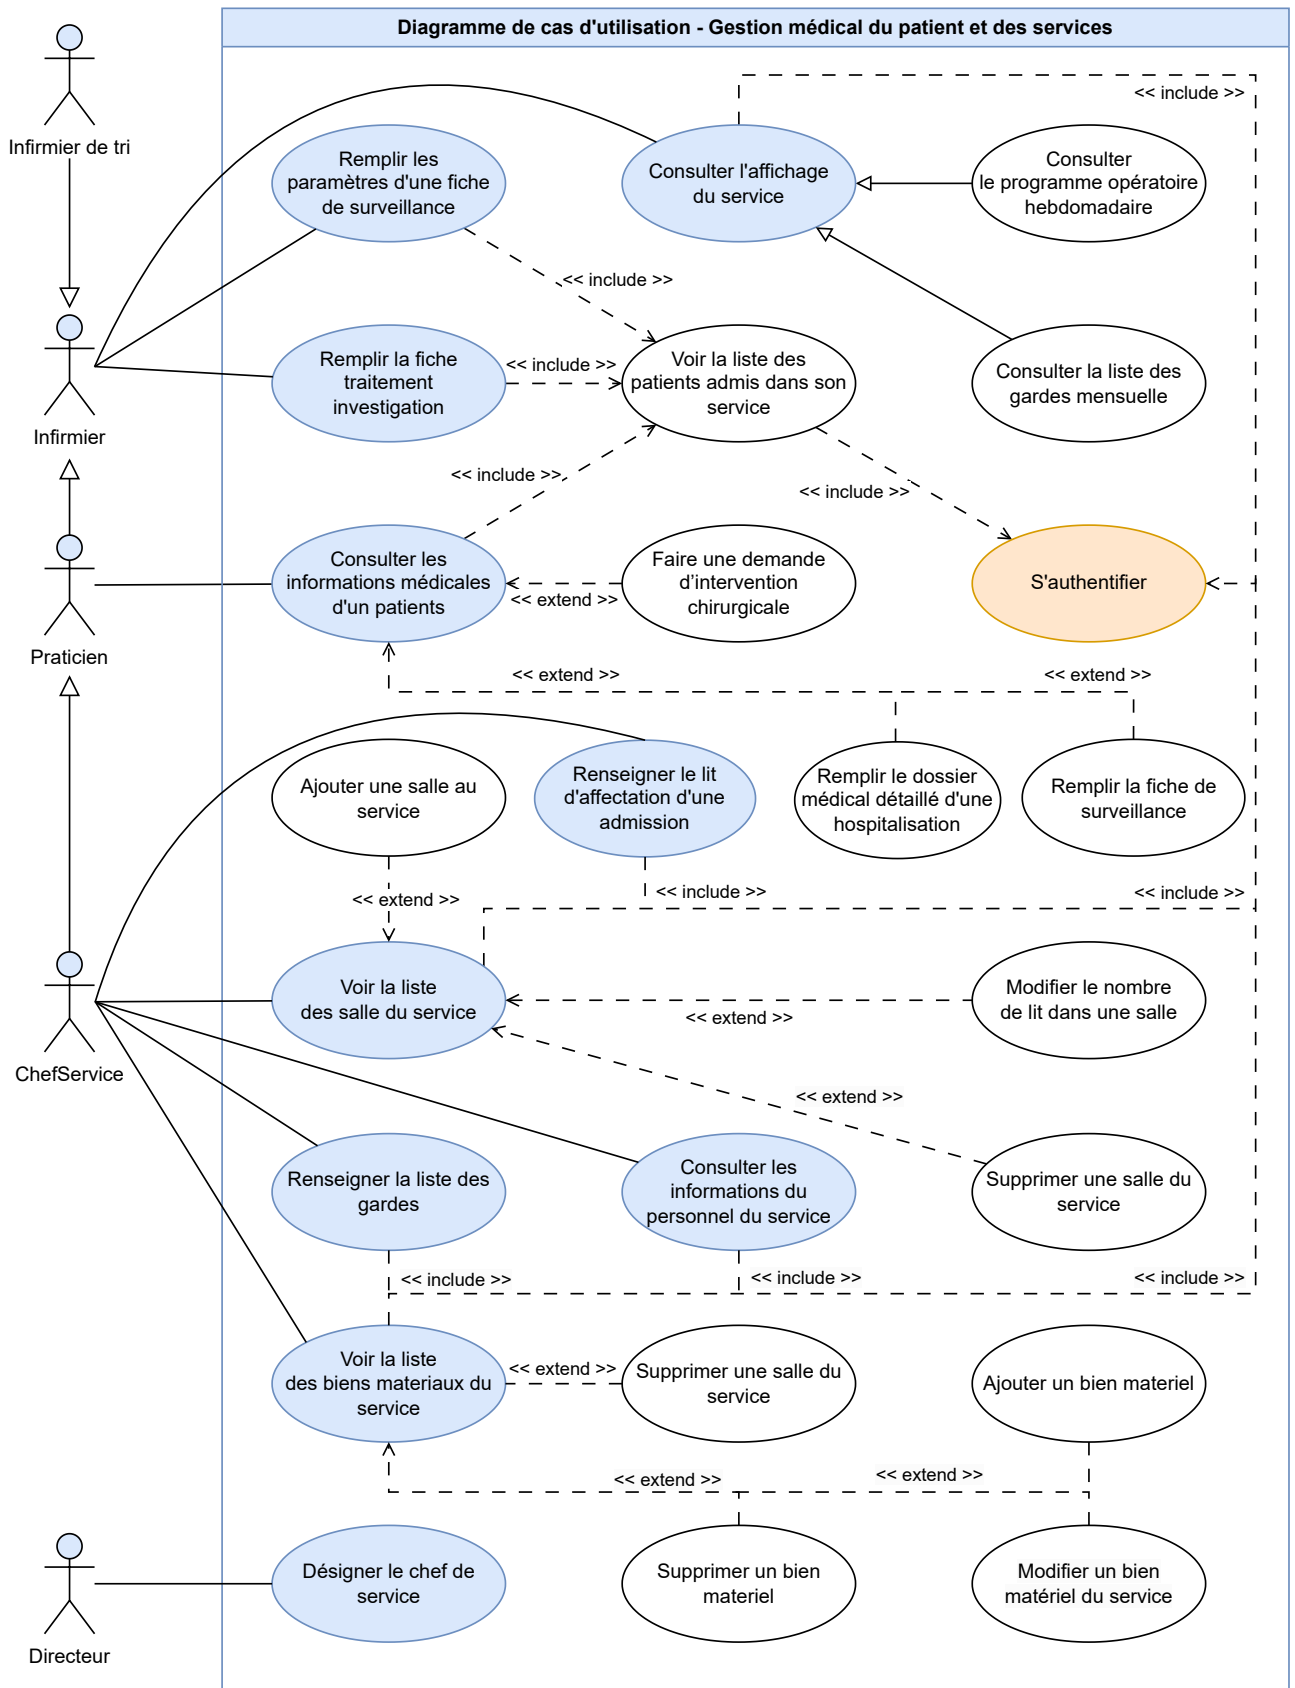 Diagramme de cas d'utilisation - Gestion médical du patient et des services
Infirmier de tri
<< include >>
Remplir les
paramètres d'une fiche
de surveillance
Consulter l'affichage
du service
Consulter
le programme opératoire
hebdomadaire
<< include >>
Infirmier
Remplir la fiche
traitement
investigation
<< include >>
Voir la liste des
patients admis dans son
service
Consulter la liste des
gardes mensuelle
<< include >>
<< include >>
Praticien
Consulter les
informations médicales
d'un patients
<< extend >>
Faire une demande
d'intervention
chirurgicale
S'authentifier
<< extend >>
<< extend >>
Ajouter une salle au
service
Renseigner le lit
d'affectation d'une
admission
Remplir le dossier
médical détaillé d'une
hospitalisation
Remplir la fiche de
surveillance
<< extend >>
<< include >>
<< include >>
ChefService
Voir la liste
des salle du service
<< extend >>
Modifier le nombre
de lit dans une salle
<< extend >>
Renseigner la liste des
gardes
Consulter les
informations du
personnel du service
Supprimer une salle du
service
<< include >>
<< include >>
<< include >>
Voir la liste
des biens materiaux du
service
<< extend >>
Supprimer une salle du
service
Ajouter un bien materiel
<< extend >>
<< extend >>
Directeur
Désigner le chef de
service
Supprimer un bien
materiel
Modifier un bien
matériel du service